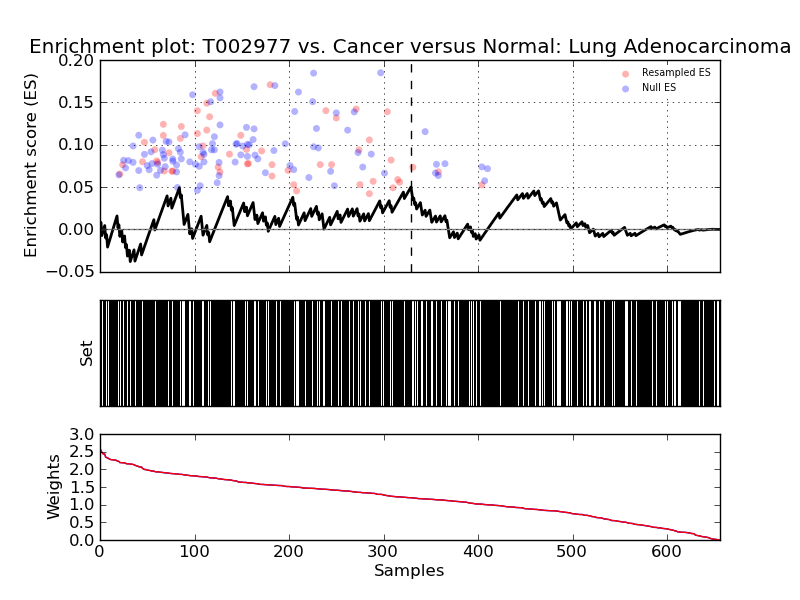 Enrichment plot: T002977 vs. Cancer versus Normal: Lung Adenocarcinoma
Enrichment score (ES)
0.20
0.15
0.10
0.05
0.00
−0.05
Resampled ES
Null ES
Set
Weights
3.0
2.5
2.0
1.5
1.0
0.5
0.0
0 100 200 300 400 500 600
Samples